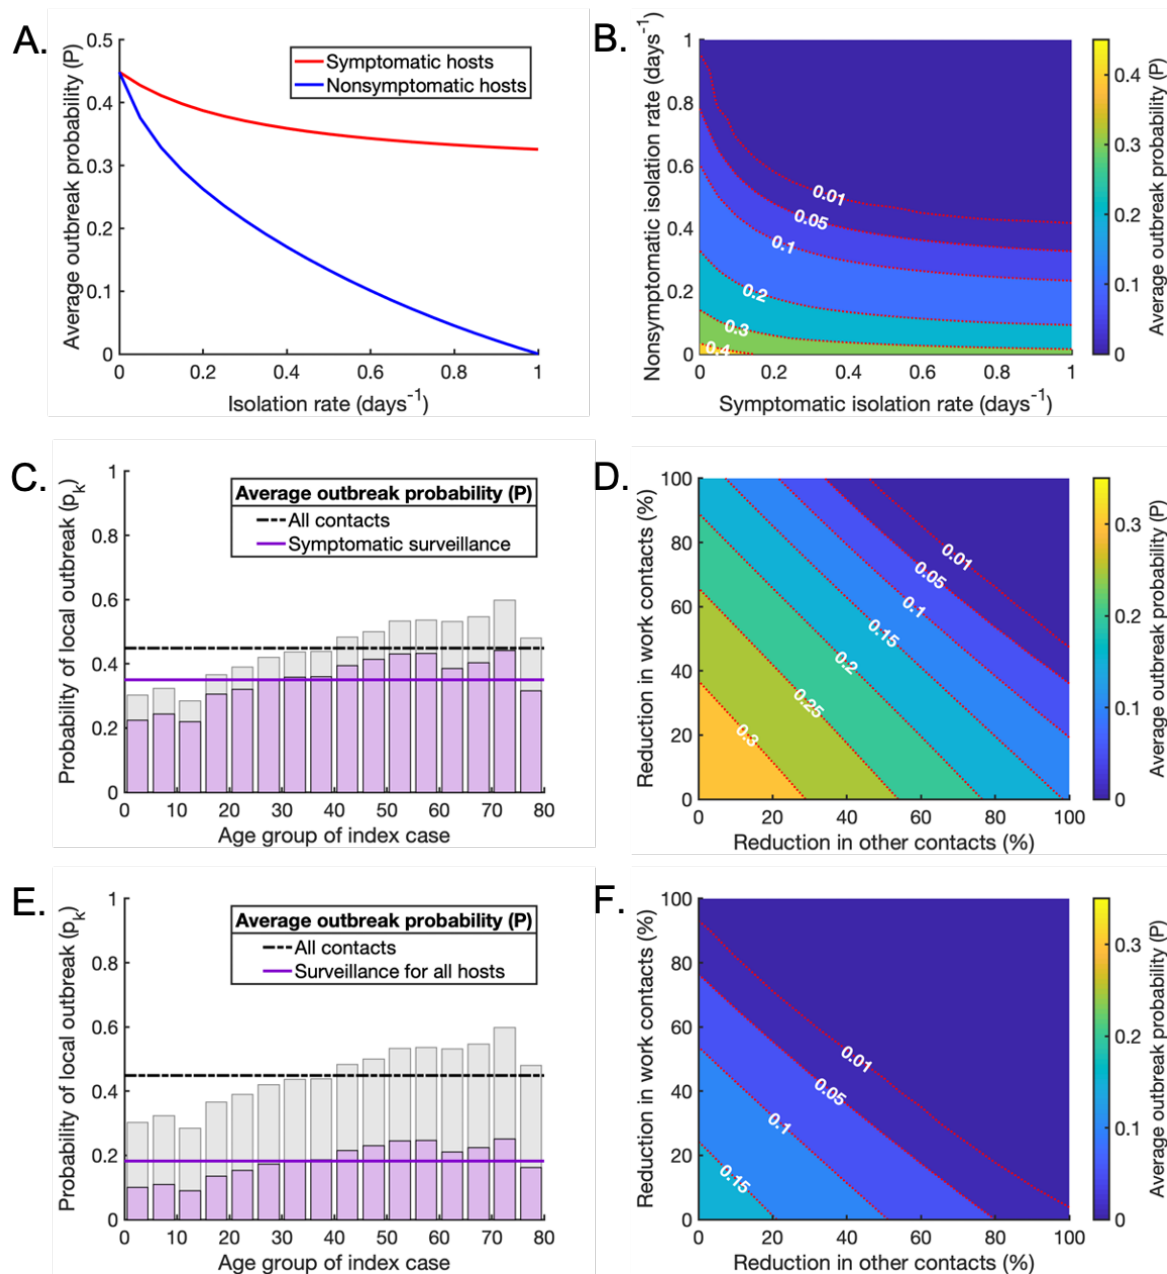 A.
Average outbreak probability (P)
0.5
0.4
0.3
0.2
0.1
0
Symptomatic hosts
Nonsymptomatic hosts
0 0.2 0.4 0.6 0.8 1
Isolation rate (days⁻¹)
B.
Nonsymptomatic isolation rate (days⁻¹)
1
0.8
0.6
0.4
0.2
0
0.01
0.05
0.1
0.2
0.3
0.4
0 0.2 0.4 0.6 0.8 1
Symptomatic isolation rate (days⁻¹)
0.4
0.3
0.2
0.1
0
Average outbreak probability (P)
C.
Probability of local outbreak (pₖ)
1
0.8
0.6
0.4
0.2
0
Average outbreak probability (P)
All contacts
Symptomatic surveillance
0 10 20 30 40 50 60 70 80
Age group of index case
D.
Reduction in work contacts (%)
100
80
60
40
20
0
0.01
0.05
0.1
0.15
0.2
0.25
0.3
0 20 40 60 80 100
Reduction in other contacts (%)
0.3
0.2
0.1
0
Average outbreak probability (P)
E.
Probability of local outbreak (pₖ)
1
0.8
0.6
0.4
0.2
0
Average outbreak probability (P)
All contacts
Surveillance for all hosts
0 10 20 30 40 50 60 70 80
Age group of index case
F.
Reduction in work contacts (%)
100
80
60
40
20
0
0.01
0.05
0.1
0.15
0 20 40 60 80 100
Reduction in other contacts (%)
0.3
0.2
0.1
0
Average outbreak probability (P)